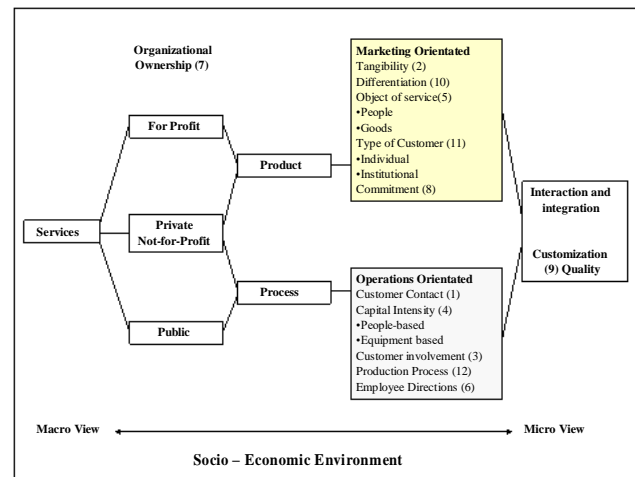 Organizational
Ownership (7)
Services
For Profit
Private
Not-for-Profit
Public
Product
Process
Marketing Orientated
Tangibility (2)
Differentiation (10)
Object of service(5)
•People
•Goods
Type of Customer (11)
•Individual
•Institutional
Commitment (8)
Operations Orientated
Customer Contact (1)
Capital Intensity (4)
•People-based
•Equipment based
Customer involvement (3)
Production Process (12)
Employee Directions (6)
Interaction and
integration
Customization
(9) Quality
Macro View
Micro View
Socio – Economic Environment